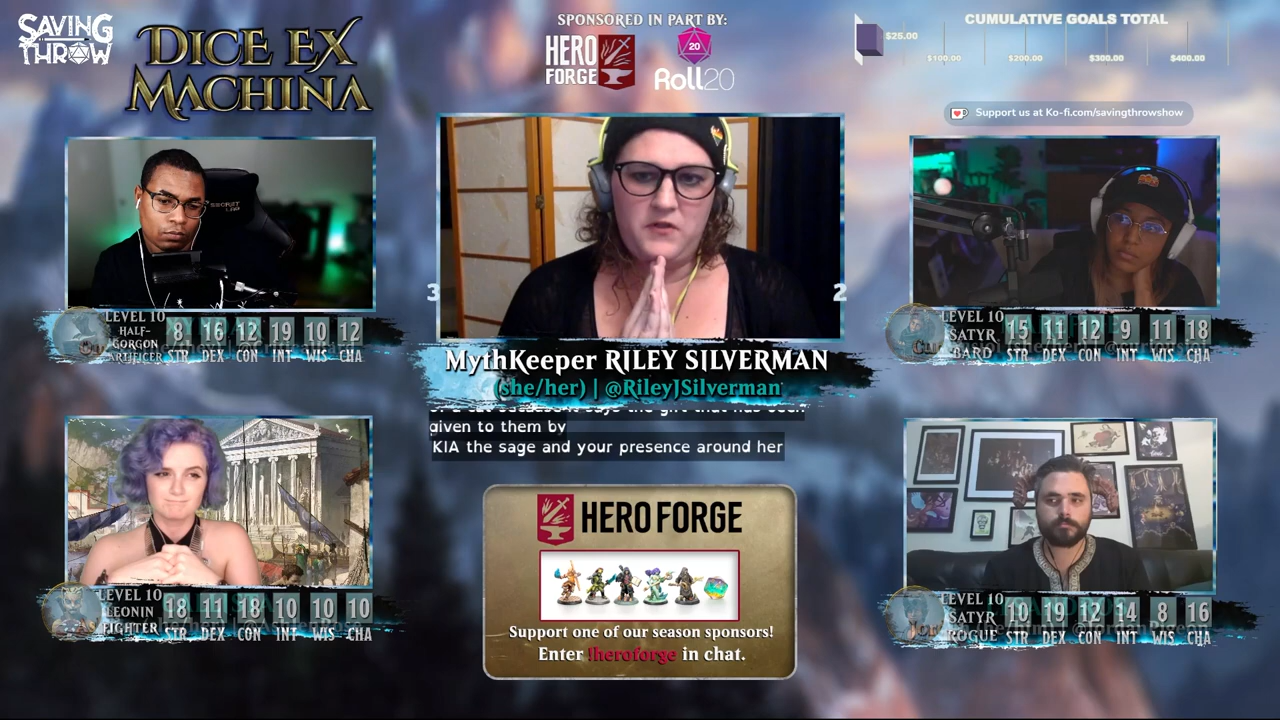 SAVING
THROW
DICE EX
MACHINA
SPONSORED IN PART BY:
HERO
FORGE
20
Roll20
CUMULATIVE GOALS TOTAL
$25.00
$100.00
$200.00
$300.00
$400.00
Support us at Ko-fi.com/savingthrowshow
SECRET
LAB
3
2
LEVEL 10
HALF-
GORGON
ARTIFICER
8 16 12 19 10 12
STR DEX CON INT WIS CHA
MythKeeper RILEY SILVERMAN
(she/her) | @RileyJSilverman
LEVEL 10
SATYR
BARD
15 11 12 9 11 18
STR DEX CON INT WIS CHA
given to them by
KIA the sage and your presence around her
LEVEL 10
LEONIN
FIGHTER
18 11 18 10 10 10
STR DEX CON INT WIS CHA
HERO FORGE
Support one of our season sponsors!
Enter !heroforge in chat.
LEVEL 10
SATYR
ROGUE
10 19 12 14 8 16
STR DEX CON INT WIS CHA